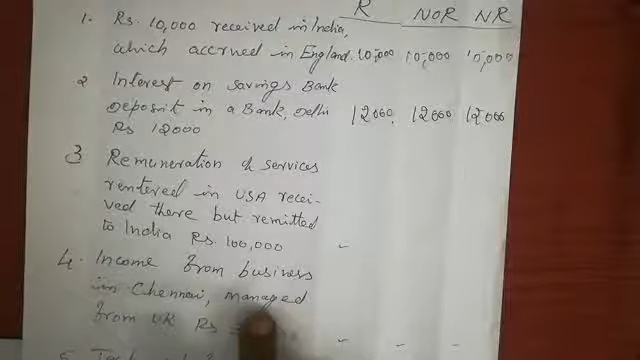 R NOR NR
1. Rs. 10,000 received in India,
which accrued in England. 10,000 10,000 10,000
2 Interest on savings Bank
deposit in a Bank, Delhi 12000, 12000 12000
Rs 12000
3 Remuneration of services
rentered in USA recei-
ved there but remitted
to India Rs. 100,000
4. Income from business
in Chennai, managed
from UK Rs
5.